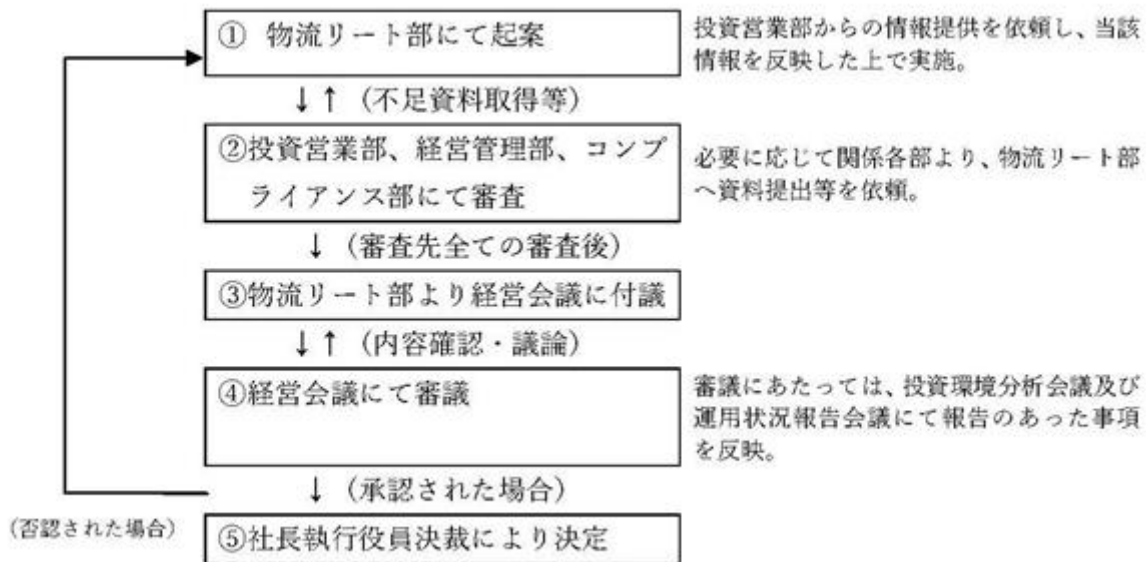 ① 物流リート部にて起案
投資営業部からの情報提供を依頼し、当該
情報を反映した上で実施。
↓ ↑ (不足資料取得等)
②投資営業部、経営管理部、コンプ
ライアンス部にて審査
必要に応じて関係各部より、物流リート部
へ資料提出等を依頼。
↓ (審査先全ての審査後)
③物流リート部より経営会議に付議
↓ ↑ (内容確認・議論)
④経営会議にて審議
審議にあたっては、投資環境分析会議及び
運用状況報告会議にて報告のあった事項
を反映。
↓ (承認された場合)
(否認された場合)
⑤社長執行役員決裁により決定